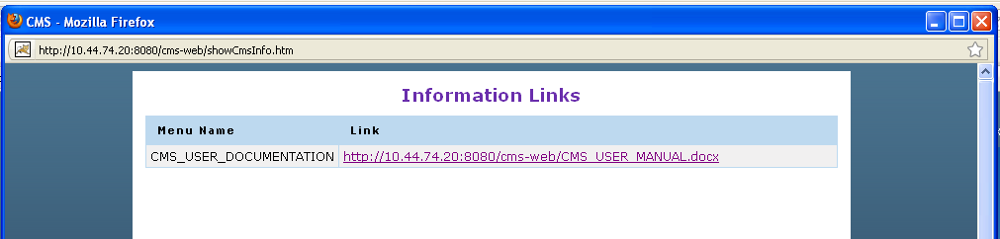 CMS - Mozilla Firefox
http://10.44.74.20:8080/cms-web/showCmsInfo.htm
Information Links
Menu Name Link
CMS_USER_DOCUMENTATION http://10.44.74.20:8080/cms-web/CMS_USER_MANUAL.docx